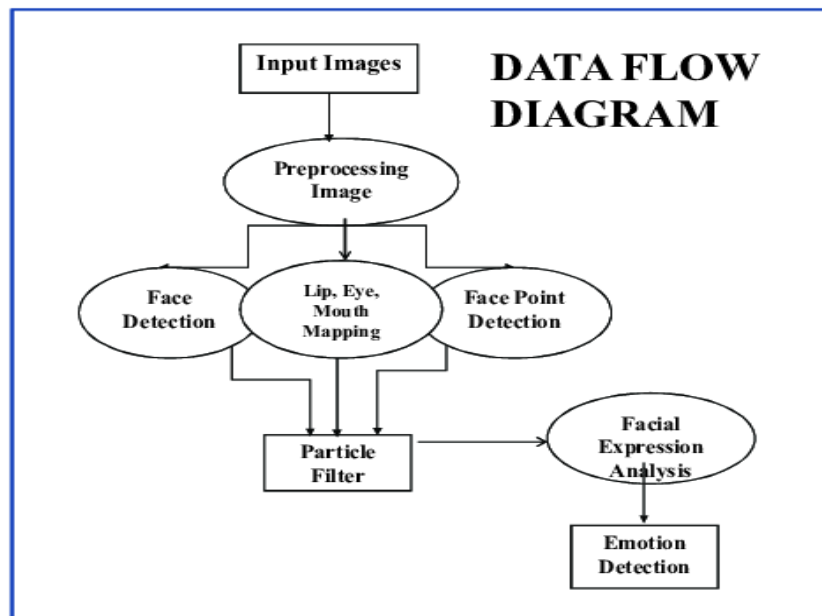 Input Images
DATA FLOW
DIAGRAM
Preprocessing
Image
Face
Detection
Lip, Eye,
Mouth
Mapping
Face Point
Detection
Particle
Filter
Facial
Expression
Analysis
Emotion
Detection